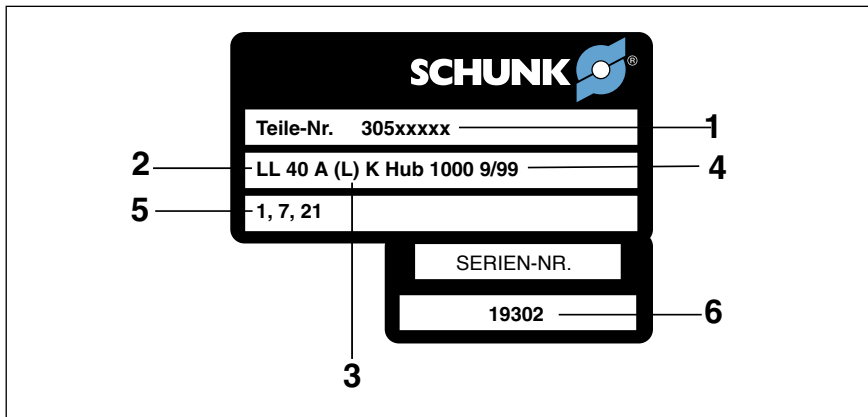 SCHUNK ®
Teile-Nr. 305xxxxx 1
2 LL 40 A (L) K Hub 1000 9/99 4
5 1, 7, 21
SERIEN-NR.
19302 6
3